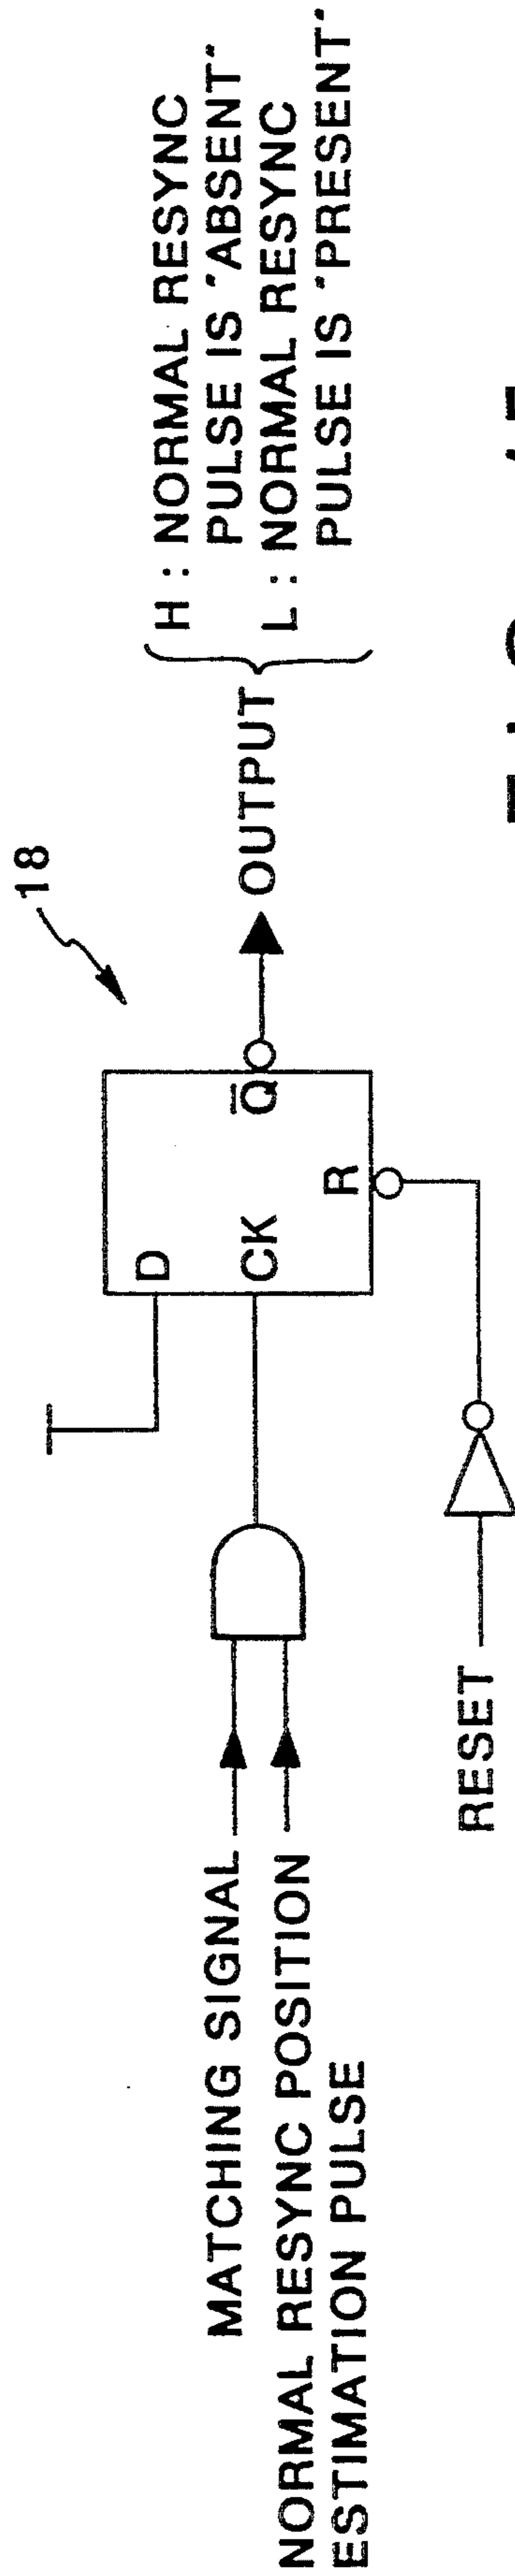 18
MATCHING SIGNAL
NORMAL RESYNC POSITION
ESTIMATION PULSE
RESET
D
CK
R
Q̅
OUTPUT
H : NORMAL RESYNC
PULSE IS "ABSENT"
L : NORMAL RESYNC
PULSE IS "PRESENT"